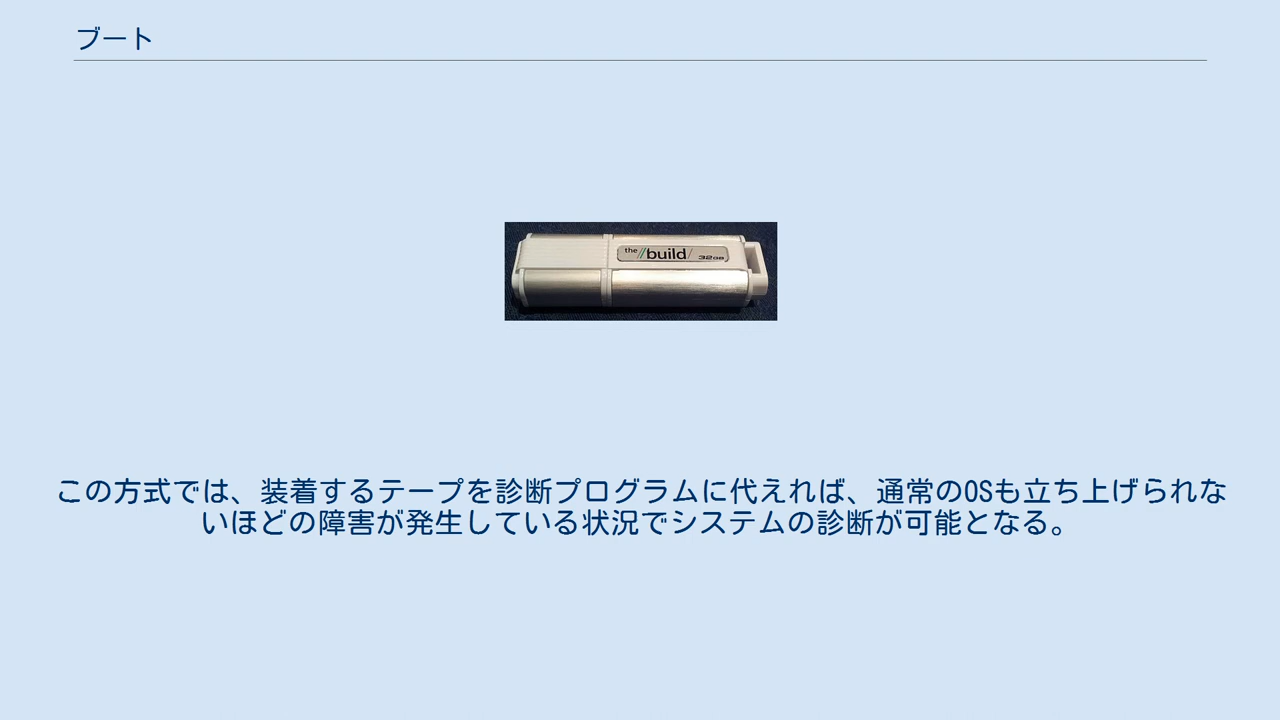 ブート
the //build/ 32GB
この方式では、装着するテープを診断プログラムに代えれば、通常のOSも立ち上げられな
いほどの障害が発生している状況でシステムの診断が可能となる。